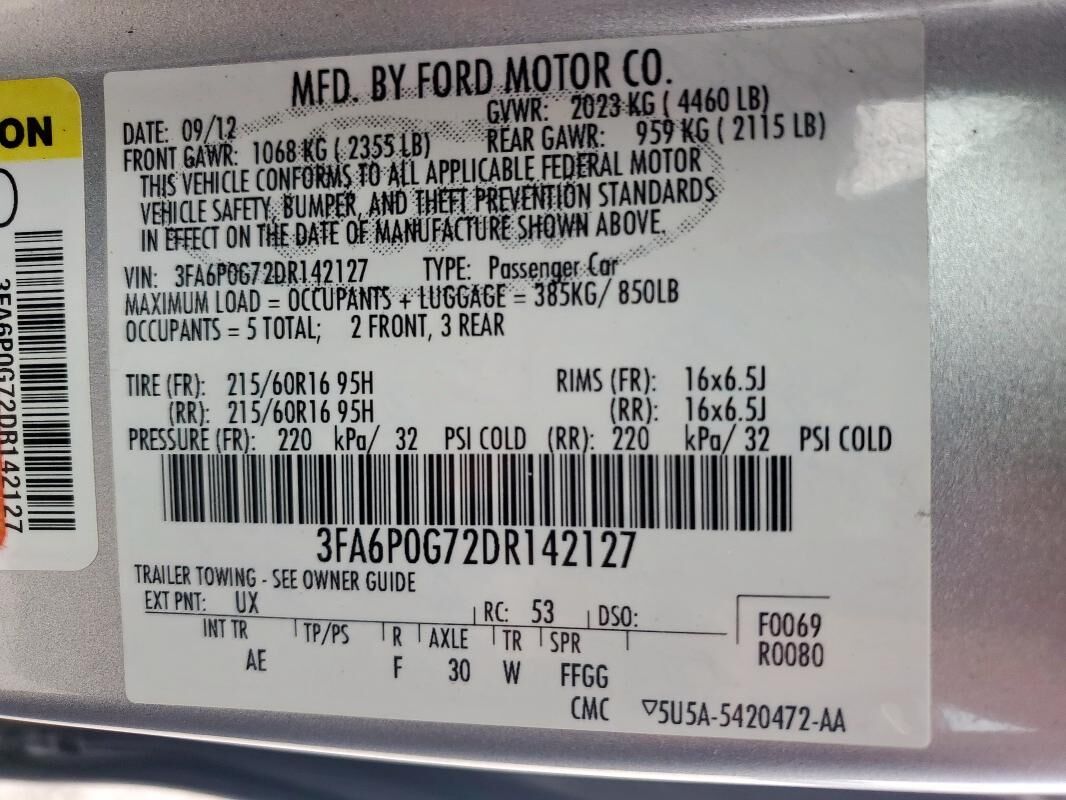 ON
3FA6P0G72DR142127
MFD. BY FORD MOTOR CO.
DATE: 09/12 GVWR: 2023 KG ( 4460 LB)
FRONT GAWR: 1068 KG ( 2355 LB) REAR GAWR: 959 KG ( 2115 LB)
THIS VEHICLE CONFORMS TO ALL APPLICABLE FEDERAL MOTOR
VEHICLE SAFETY, BUMPER, AND THEFT PREVENTION STANDARDS
IN EFFECT ON THE DATE OF MANUFACTURE SHOWN ABOVE.
VIN: 3FA6P0G72DR142127 TYPE: Passenger Car
MAXIMUM LOAD = OCCUPANTS + LUGGAGE = 385KG/ 850LB
OCCUPANTS = 5 TOTAL; 2 FRONT, 3 REAR
TIRE (FR): 215/60R16 95H RIMS (FR): 16x6.5J
(RR): 215/60R16 95H (RR): 16x6.5J
PRESSURE (FR): 220 kPa/ 32 PSI COLD (RR): 220 kPa/ 32 PSI COLD
3FA6P0G72DR142127
TRAILER TOWING - SEE OWNER GUIDE
EXT PNT: UX RC: 53 DSO:
INT TR TP/PS R AXLE TR SPR
AE F 30 W FFGG
F0069
R0080
CMC ▽5U5A-5420472-AA